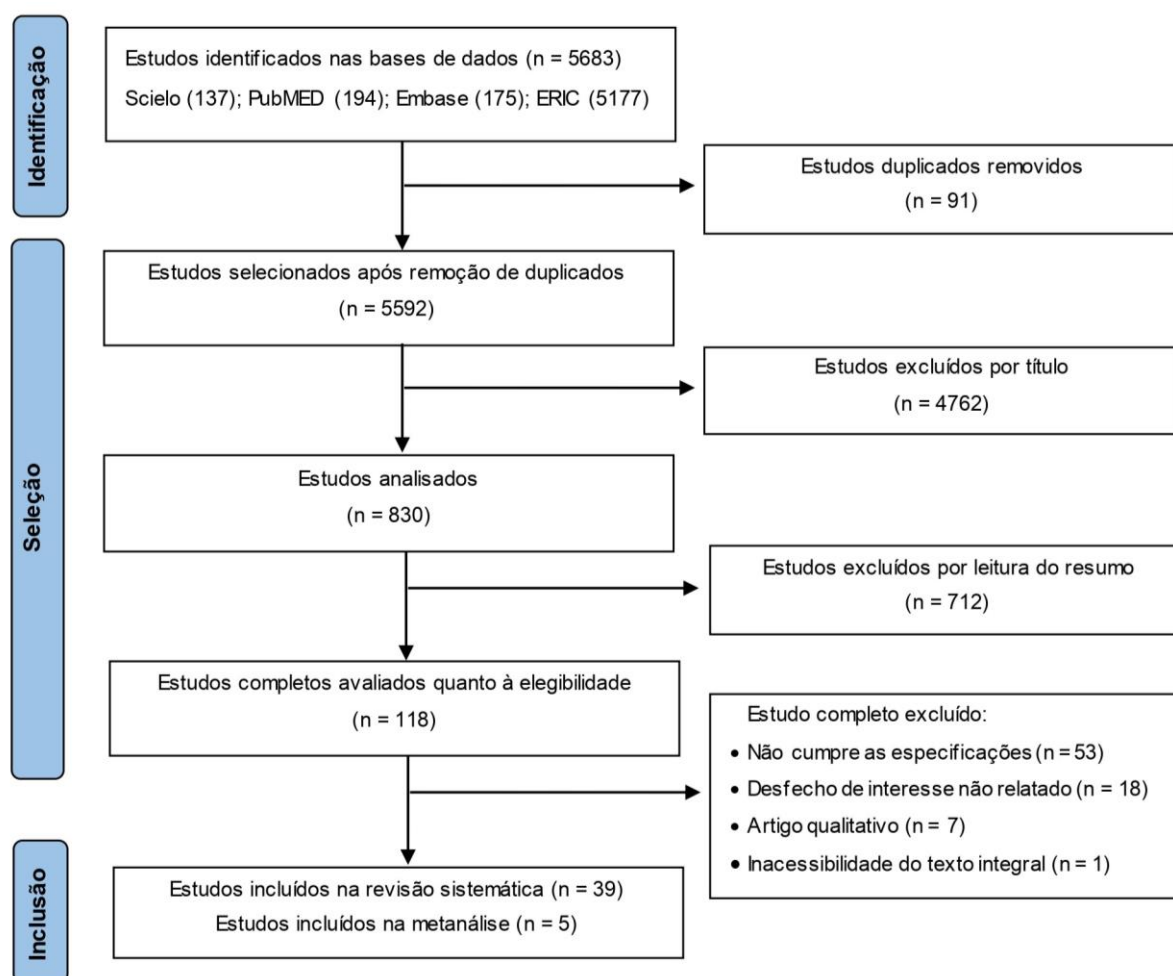 Identificação
Estudos identificados nas bases de dados (n = 5683)
Scielo (137); PubMED (194); Embase (175); ERIC (5177)
Estudos duplicados removidos
(n = 91)
Seleção
Estudos selecionados após remoção de duplicados
(n = 5592)
Estudos excluídos por título
(n = 4762)
Estudos analisados
(n = 830)
Estudos excluídos por leitura do resumo
(n = 712)
Estudos completos avaliados quanto à elegibilidade
(n = 118)
Estudo completo excluído:
• Não cumpre as especificações (n = 53)
• Desfecho de interesse não relatado (n = 18)
• Artigo qualitativo (n = 7)
• Inacessibilidade do texto integral (n = 1)
Inclusão
Estudos incluídos na revisão sistemática (n = 39)
Estudos incluídos na metanálise (n = 5)